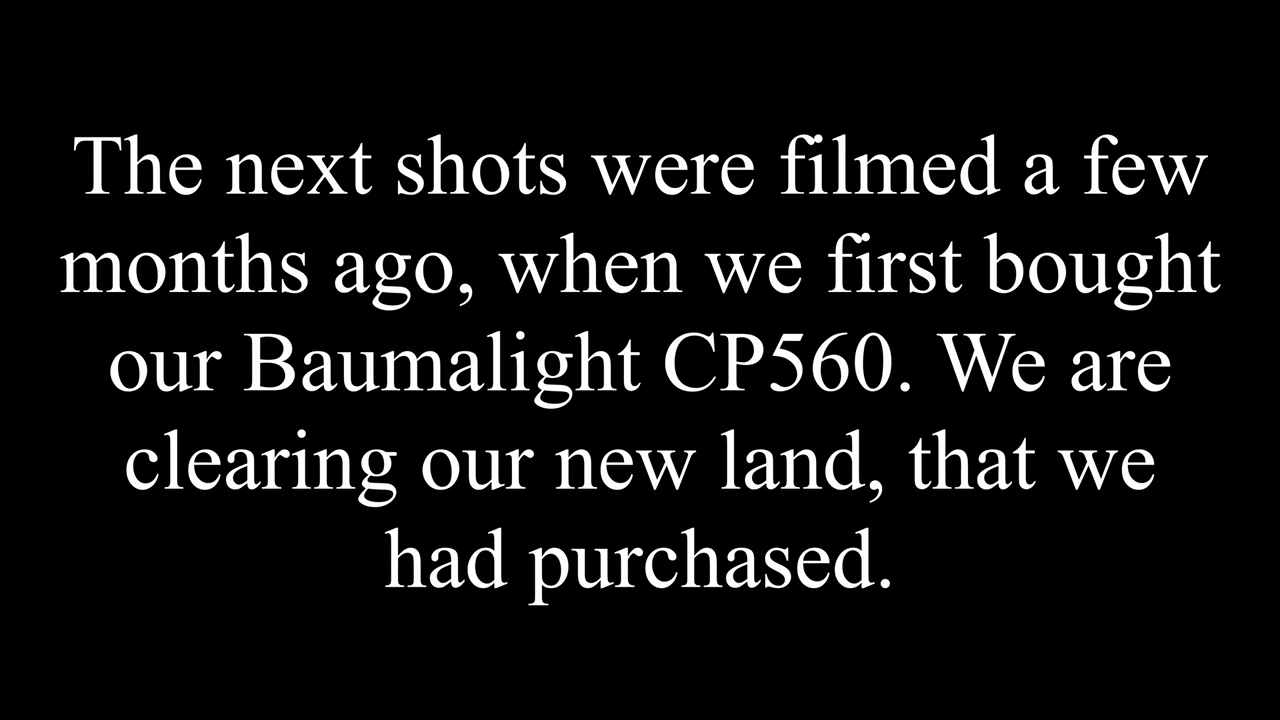 The next shots were filmed a few
months ago, when we first bought
our Baumalight CP560. We are
clearing our new land, that we
had purchased.